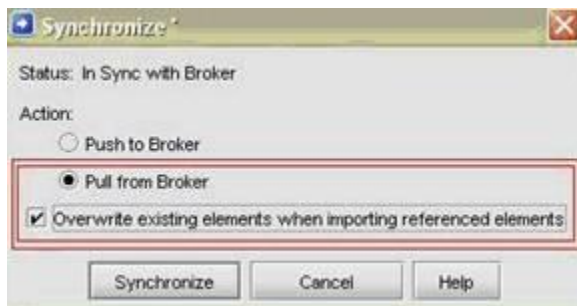 Synchronize *
Status: In Sync with Broker
Action:
Push to Broker
Pull from Broker
Overwrite existing elements when importing referenced elements
Synchronize Cancel Help